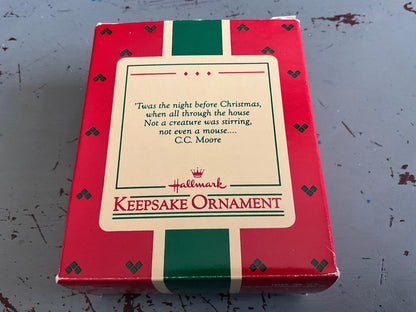 'Twas the night before Christmas,
when all through the house
Not a creature was stirring,
not even a mouse....
C.C. Moore
Hallmark
KEEPSAKE ORNAMENT